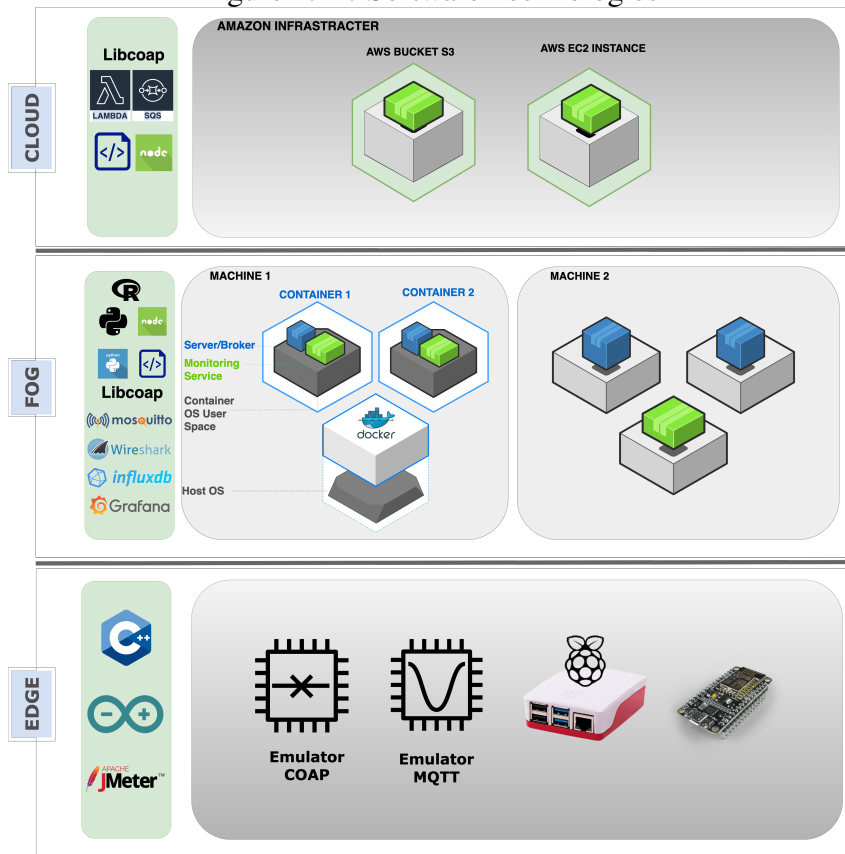 AMAZON INFRASTRACTER
CLOUD
Libcoap
LAMBDA
SQS
node
AWS BUCKET S3
AWS EC2 INSTANCE
FOG
R
node
python
Libcoap
mosquitto
Wireshark
influxdb
Grafana
MACHINE 1
CONTAINER 1
CONTAINER 2
Server/Broker
Monitoring
Service
Container
OS User
Space
docker
Host OS
MACHINE 2
EDGE
C++
APACHE
JMeter™
Emulator
COAP
Emulator
MQTT